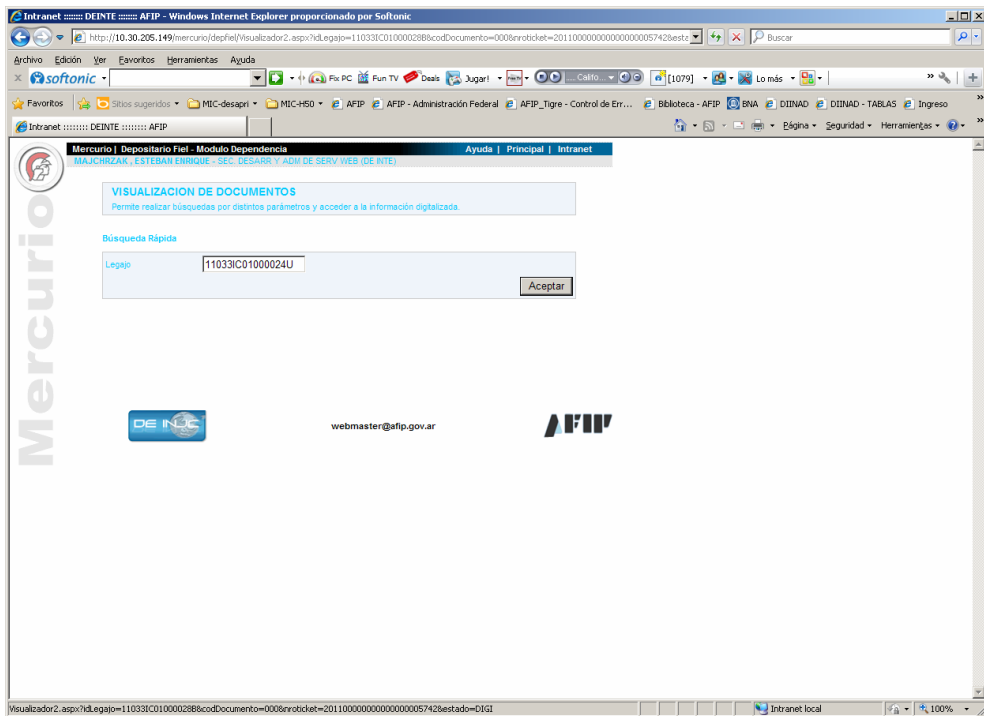 Intranet :::::::: DEINTE :::::::: AFIP - Windows Internet Explorer proporcionado por Softonic
http://10.30.205.149/mercurio/depfiel/Visualizador2.aspx?idLegajo=11033IC01000028B&codDocumento=000&nroticket=20110000000000000005742&esta
Buscar
Archivo Edición Ver Favoritos Herramientas Ayuda
softonic
Fix PC Fun TV Deals Jugar! Califo... [1079] Lo más
Favoritos Sitios sugeridos MIC-desapri MIC-H50 AFIP AFIP - Administración Federal AFIP_Tigre - Control de Err... Biblioteca - AFIP BNA DIINAD DIINAD - TABLAS Ingreso
Intranet :::::::: DEINTE :::::::: AFIP
Página Seguridad Herramientas
Mercurio | Depositario Fiel - Modulo Dependencia Ayuda | Principal | Intranet
MAJCHRZAK , ESTEBAN ENRIQUE - SEC. DESARR Y ADM DE SERV WEB (DE INTE)
Mercurio
VISUALIZACION DE DOCUMENTOS
Permite realizar búsquedas por distintos parámetros y acceder a la información digitalizada.
Búsqueda Rápida
Legajo 11033IC01000024U
Aceptar
webmaster@afip.gov.ar
AFIP
Visualizador2.aspx?idLegajo=11033IC01000028B&codDocumento=000&nroticket=20110000000000000005742&estado=DIGI
Intranet local
100%